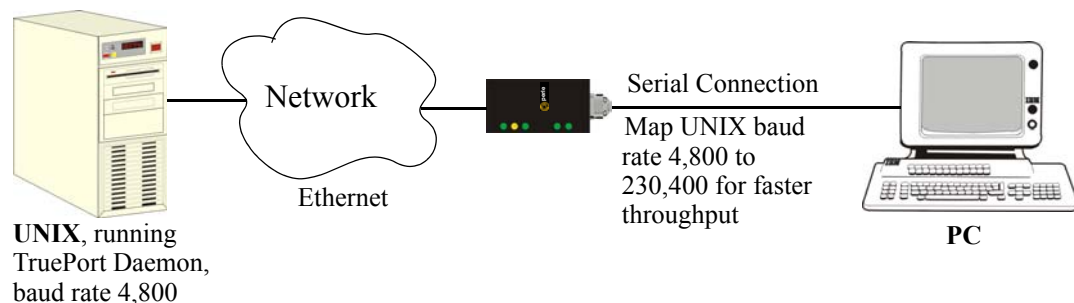 Network
Ethernet
perle
Serial Connection
Map UNIX baud
rate 4,800 to
230,400 for faster
throughput
UNIX, running
TruePort Daemon,
baud rate 4,800
PC